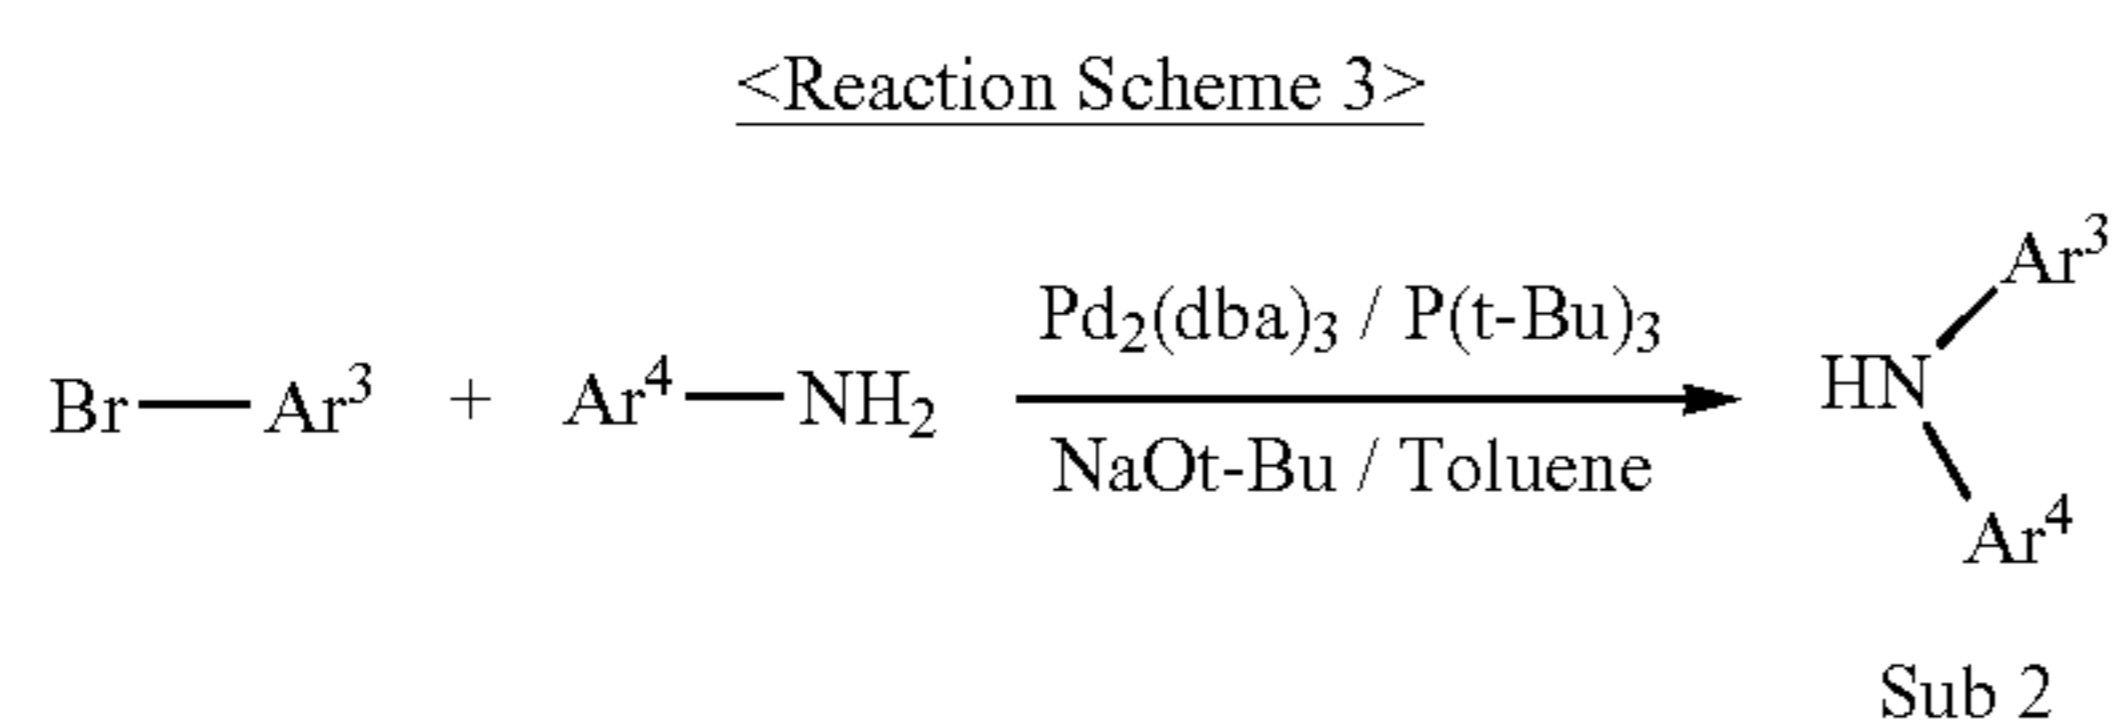 <Reaction Scheme 3>
Br—Ar³ + Ar⁴—NH₂
Pd₂(dba)₃ / P(t-Bu)₃
NaOt-Bu / Toluene
Ar³
HN
Ar⁴
Sub 2